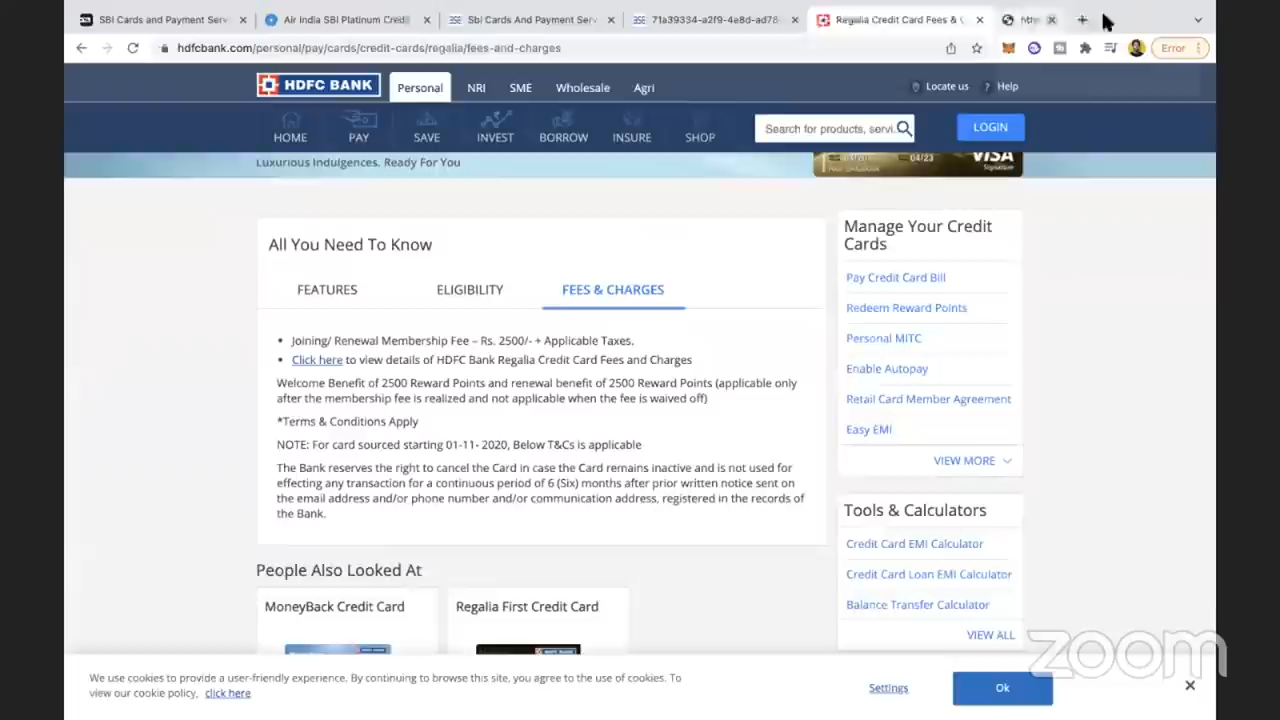 SBI Cards and Payment Serv
Air India SBI Platinum Credit
Sbi Cards And Payment Serv
71a39334-a2f9-4e8d-ad78-
Regalia Credit Card Fees & 
hdfcbank.com/personal/pay/cards/credit-cards/regalia/fees-and-charges
Error
HDFC BANK
Personal
NRI
SME
Wholesale
Agri
Locate us
? Help
HOME
PAY
SAVE
INVEST
BORROW
INSURE
SHOP
Search for products, servi..
LOGIN
Luxurious Indulgences. Ready For You
04/23
VISA
Signature
All You Need To Know
FEATURES
ELIGIBILITY
FEES & CHARGES
• Joining/ Renewal Membership Fee – Rs. 2500/- + Applicable Taxes.
• Click here to view details of HDFC Bank Regalia Credit Card Fees and Charges
Welcome Benefit of 2500 Reward Points and renewal benefit of 2500 Reward Points (applicable only
after the membership fee is realized and not applicable when the fee is waived off)
*Terms & Conditions Apply
NOTE: For card sourced starting 01-11- 2020, Below T&Cs is applicable
The Bank reserves the right to cancel the Card in case the Card remains inactive and is not used for
effecting any transaction for a continuous period of 6 (Six) months after prior written notice sent on
the email address and/or phone number and/or communication address, registered in the records of
the Bank.
Manage Your Credit
Cards
Pay Credit Card Bill
Redeem Reward Points
Personal MITC
Enable Autopay
Retail Card Member Agreement
Easy EMI
VIEW MORE
Tools & Calculators
Credit Card EMI Calculator
Credit Card Loan EMI Calculator
Balance Transfer Calculator
VIEW ALL
People Also Looked At
MoneyBack Credit Card
Regalia First Credit Card
HDFC BANK
HDFC BANK
We use cookies to provide a user-friendly experience. By continuing to browse this site, you agree to the use of cookies. To
view our cookie policy, click here
Settings
Ok
zoom